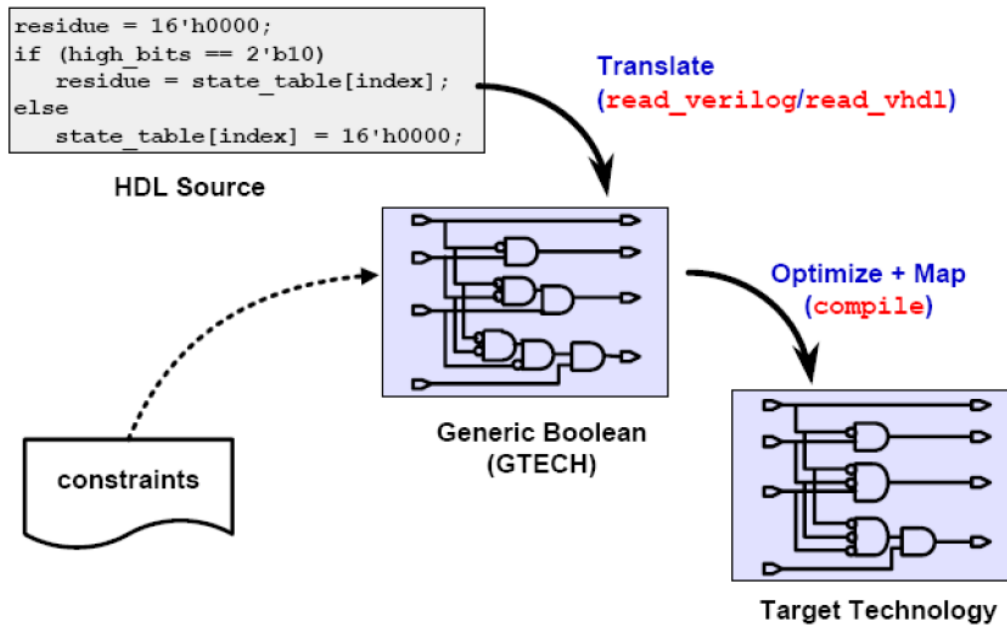 residue = 16'h0000;
if (high_bits == 2'b10)
   residue = state_table[index];
else
   state_table[index] = 16'h0000;
HDL Source
Translate
(read_verilog/read_vhdl)
Generic Boolean
(GTECH)
Optimize + Map
(compile)
constraints
Target Technology